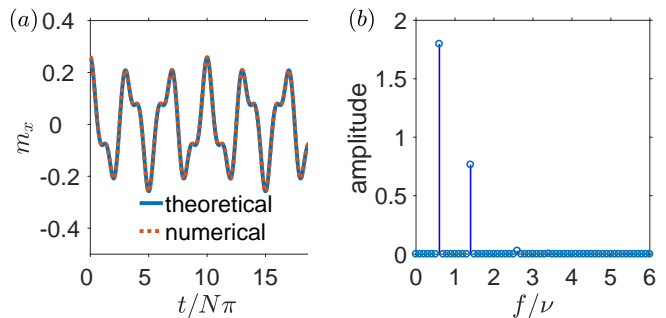 (a)
0.4
0.2
0
-0.2
-0.4
m_x
theoretical
numerical
0 5 10 15
t/Nπ
(b)
2
1.5
1
0.5
0
amplitude
0 1 2 3 4 5 6
f/ν